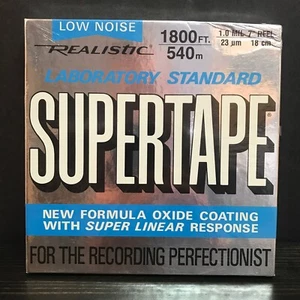 LOW NOISE
REALISTIC
1800 FT. 1.0 MIL 7" REEL
540m 23 µm 18 cm
LABORATORY STANDARD
SUPERTAPE®
NEW FORMULA OXIDE COATING
WITH SUPER LINEAR RESPONSE
FOR THE RECORDING PERFECTIONIST